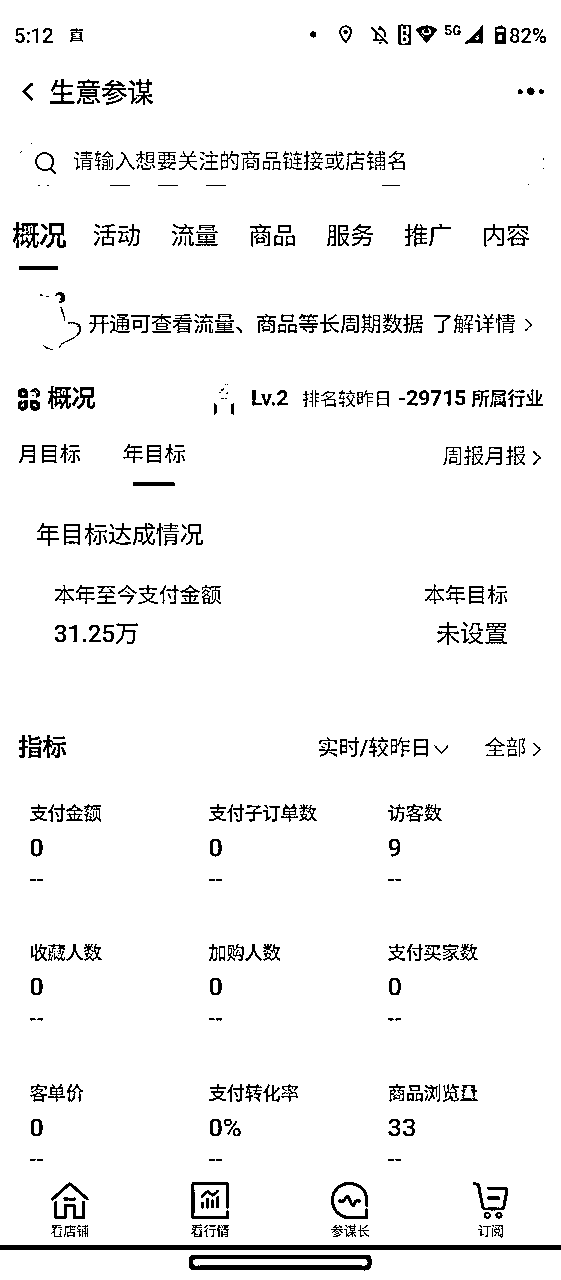 5:12 直 5G 82%
生意参谋
请输入想要关注的商品链接或店铺名
概况 活动 流量 商品 服务 推广 内容
开通可查看流量、商品等长周期数据 了解详情
概况 Lv.2 排名较昨日 -29715 所属行业
月目标 年目标 周报月报
年目标达成情况
本年至今支付金额 本年目标
31.25万 未设置
指标 实时/较昨日 全部
支付金额 支付子订单数 访客数
0 0 9
-- -- --
收藏人数 加购人数 支付买家数
0 0 0
-- -- --
客单价 支付转化率 商品浏览
0 0% 33
-- -- --
看店铺 看行情 参谋长 订阅